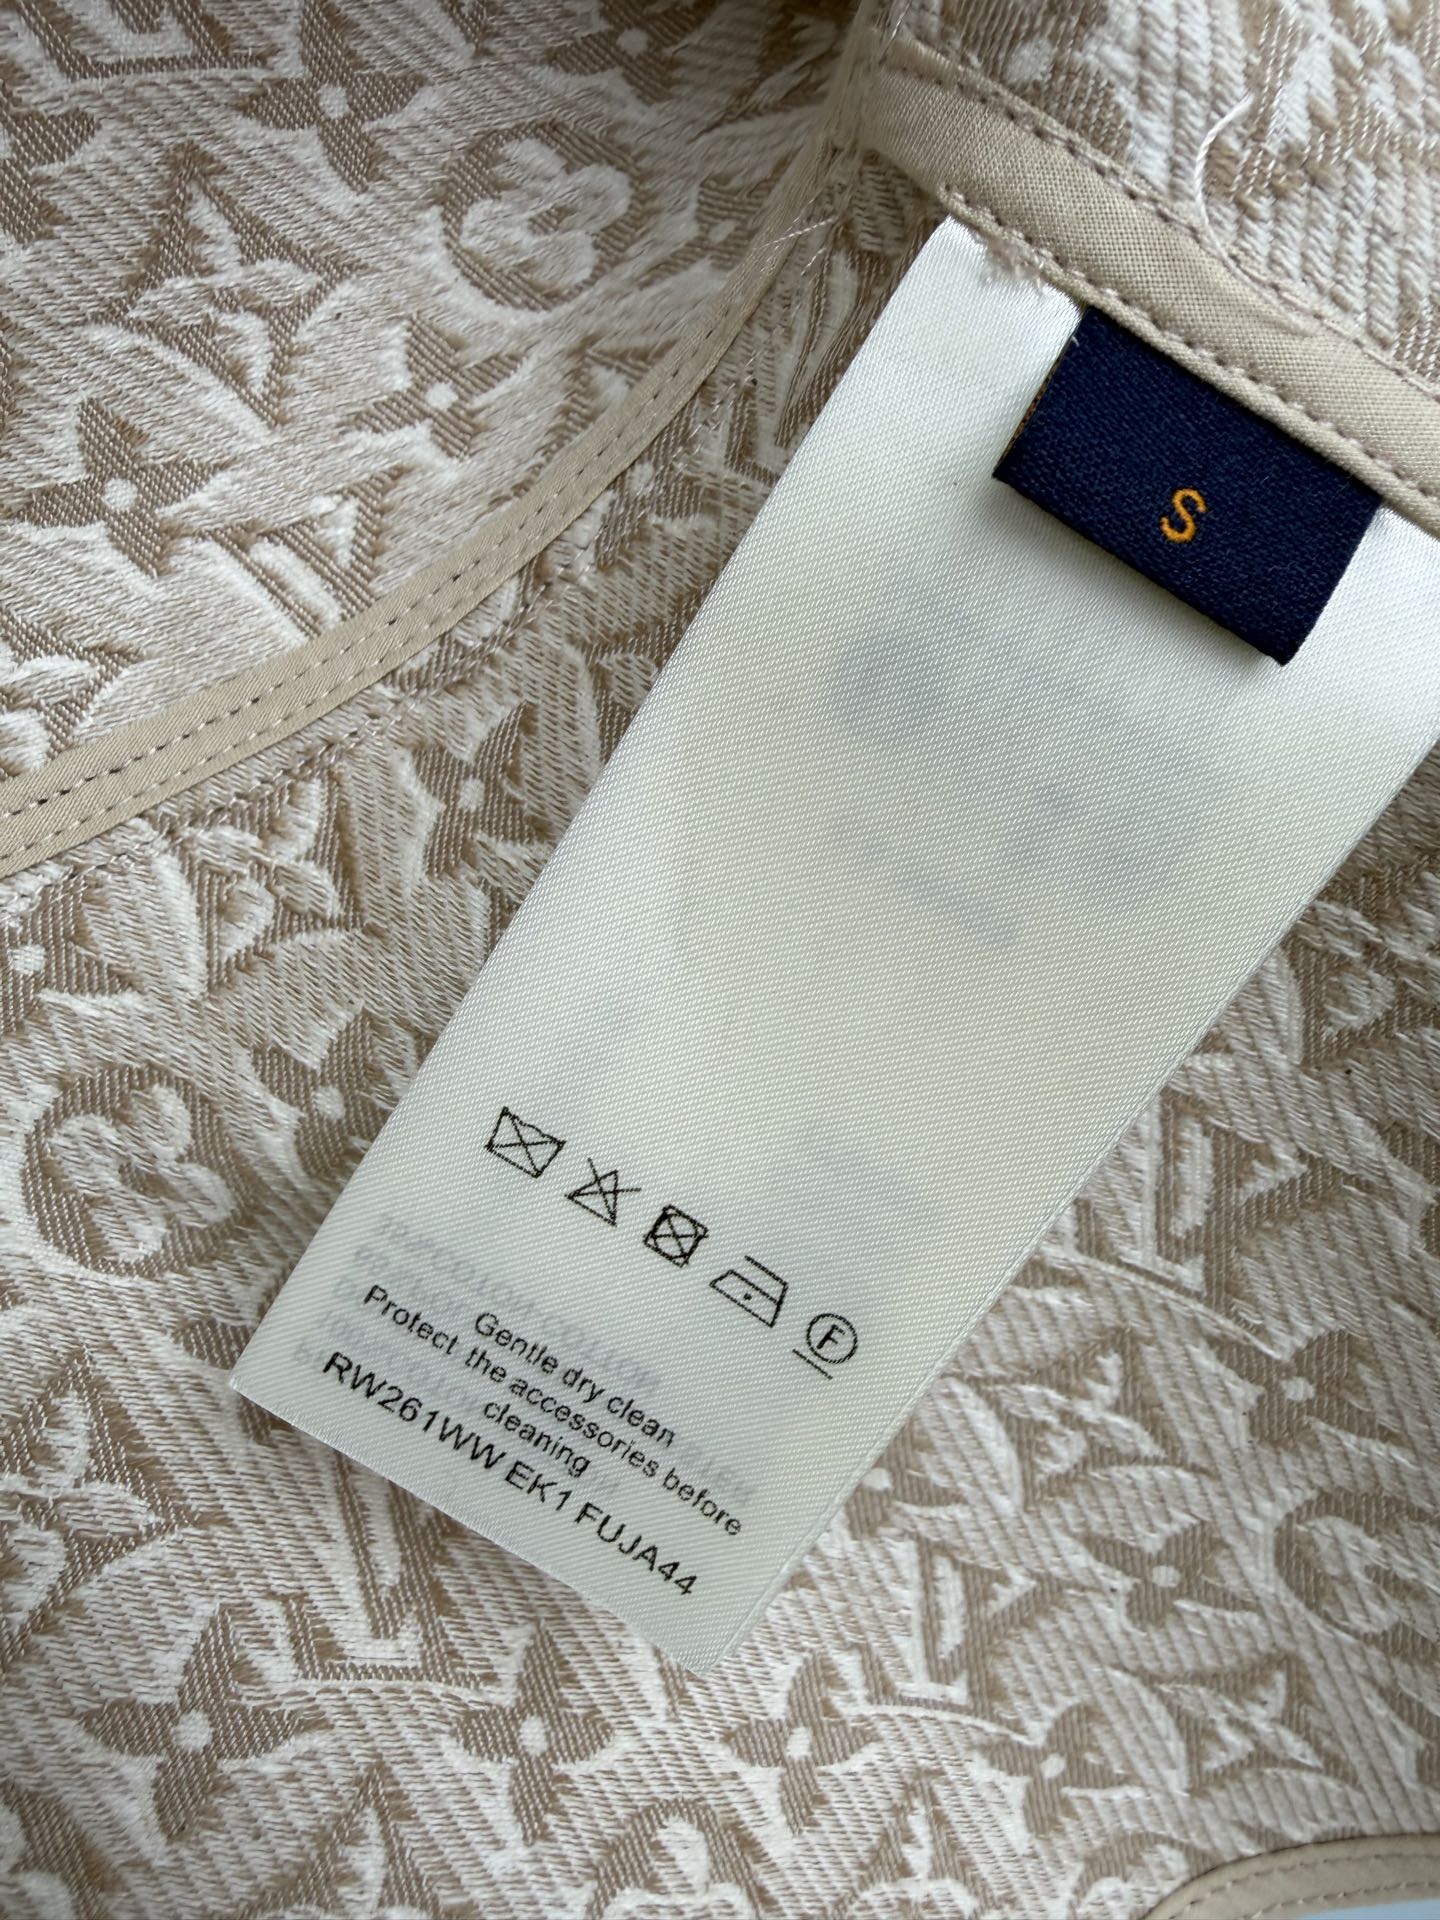 S
F
Gentle dry clean
Protect the accessories before
cleaning
RW261WW EK1 FUJA44